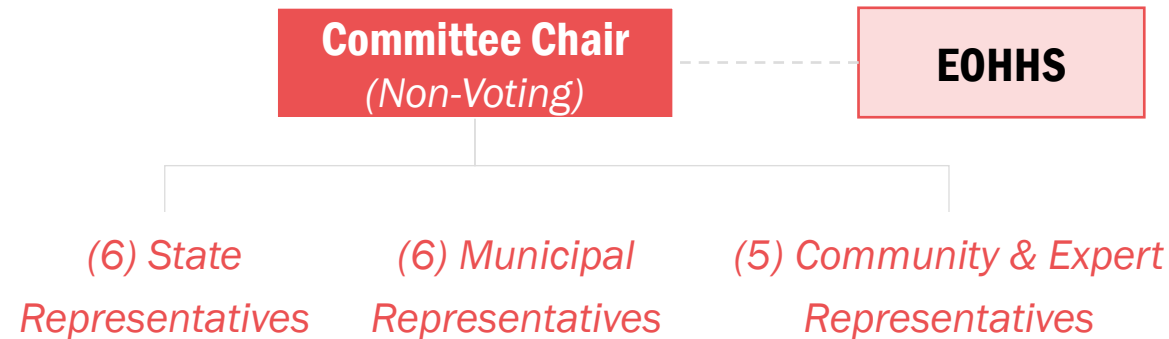 Committee Chair
(Non-Voting)
EOHHS
(6) State
Representatives
(6) Municipal
Representatives
(5) Community & Expert
Representatives